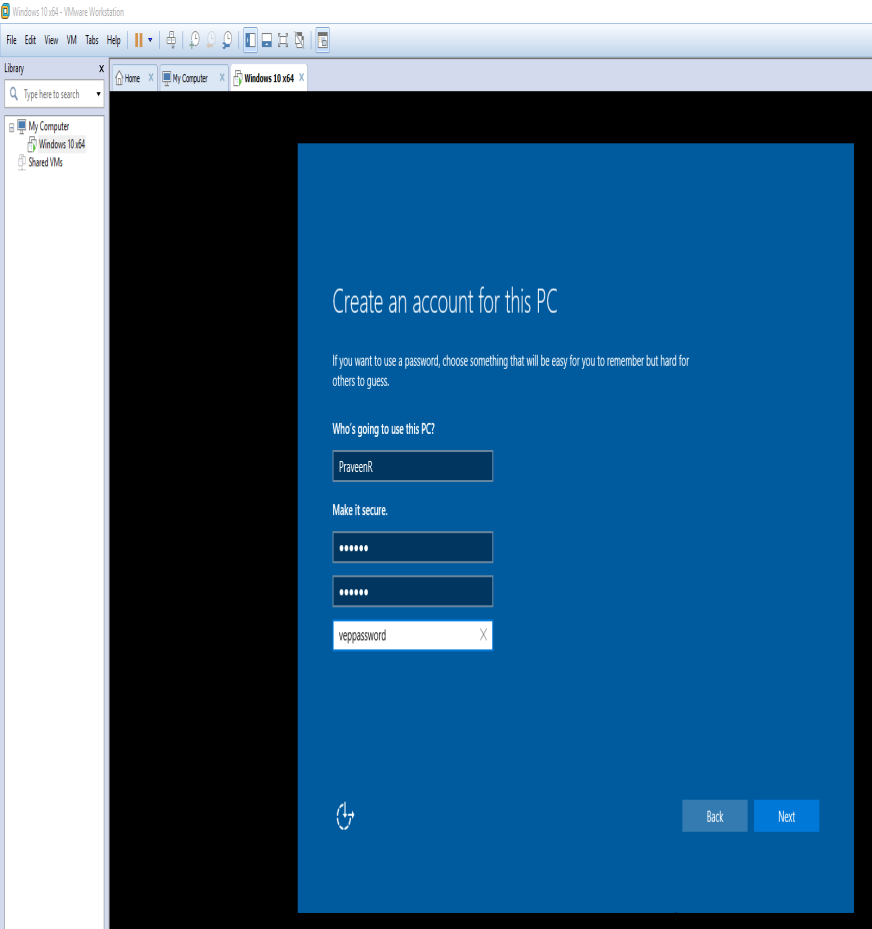 Windows 10 x64 - VMware Workstation
File Edit View VM Tabs Help
Library x
Home × My Computer × Windows 10 x64 ×
Type here to search
My Computer
Windows 10 x64
Shared VMs
Create an account for this PC
If you want to use a password, choose something that will be easy for you to remember but hard for
others to guess.
Who's going to use this PC?
PraveenR
Make it secure.
••••••
••••••
veppassword
Back Next